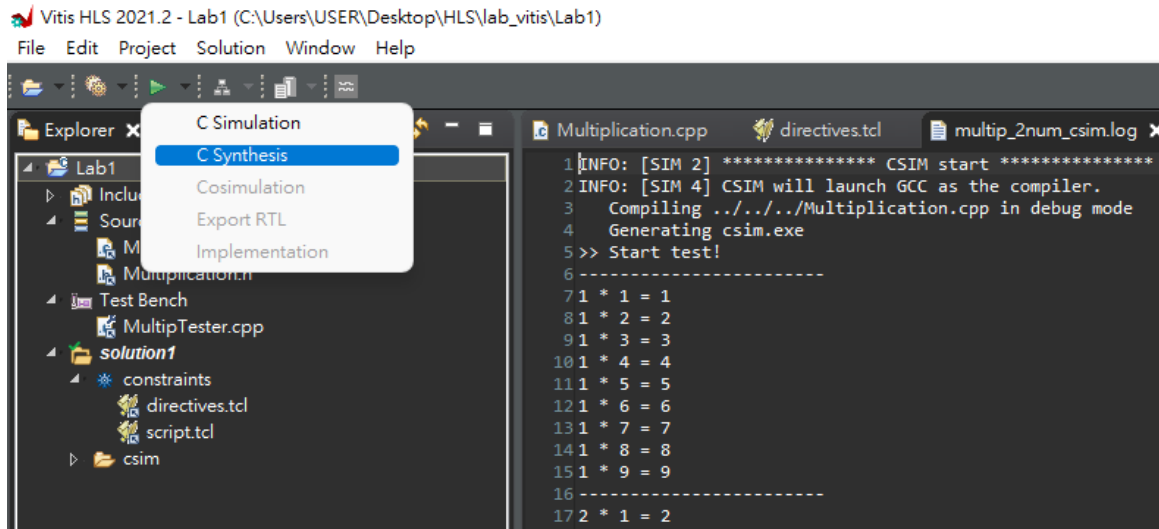 Vitis HLS 2021.2 - Lab1 (C:\Users\USER\Desktop\HLS\lab_vitis\Lab1)
File Edit Project Solution Window Help
Explorer
C Simulation
C Synthesis
Cosimulation
Export RTL
Implementation
Lab1
Inclu
Sour
M
Multiplication.h
Test Bench
MultipTester.cpp
solution1
constraints
directives.tcl
script.tcl
csim
Multiplication.cpp directives.tcl multip_2num_csim.log
1 INFO: [SIM 2] *************** CSIM start ***************
2 INFO: [SIM 4] CSIM will launch GCC as the compiler.
3 Compiling ../../../Multiplication.cpp in debug mode
4 Generating csim.exe
5 >> Start test!
6 ------------------------
7 1 * 1 = 1
8 1 * 2 = 2
9 1 * 3 = 3
10 1 * 4 = 4
11 1 * 5 = 5
12 1 * 6 = 6
13 1 * 7 = 7
14 1 * 8 = 8
15 1 * 9 = 9
16 ------------------------
17 2 * 1 = 2